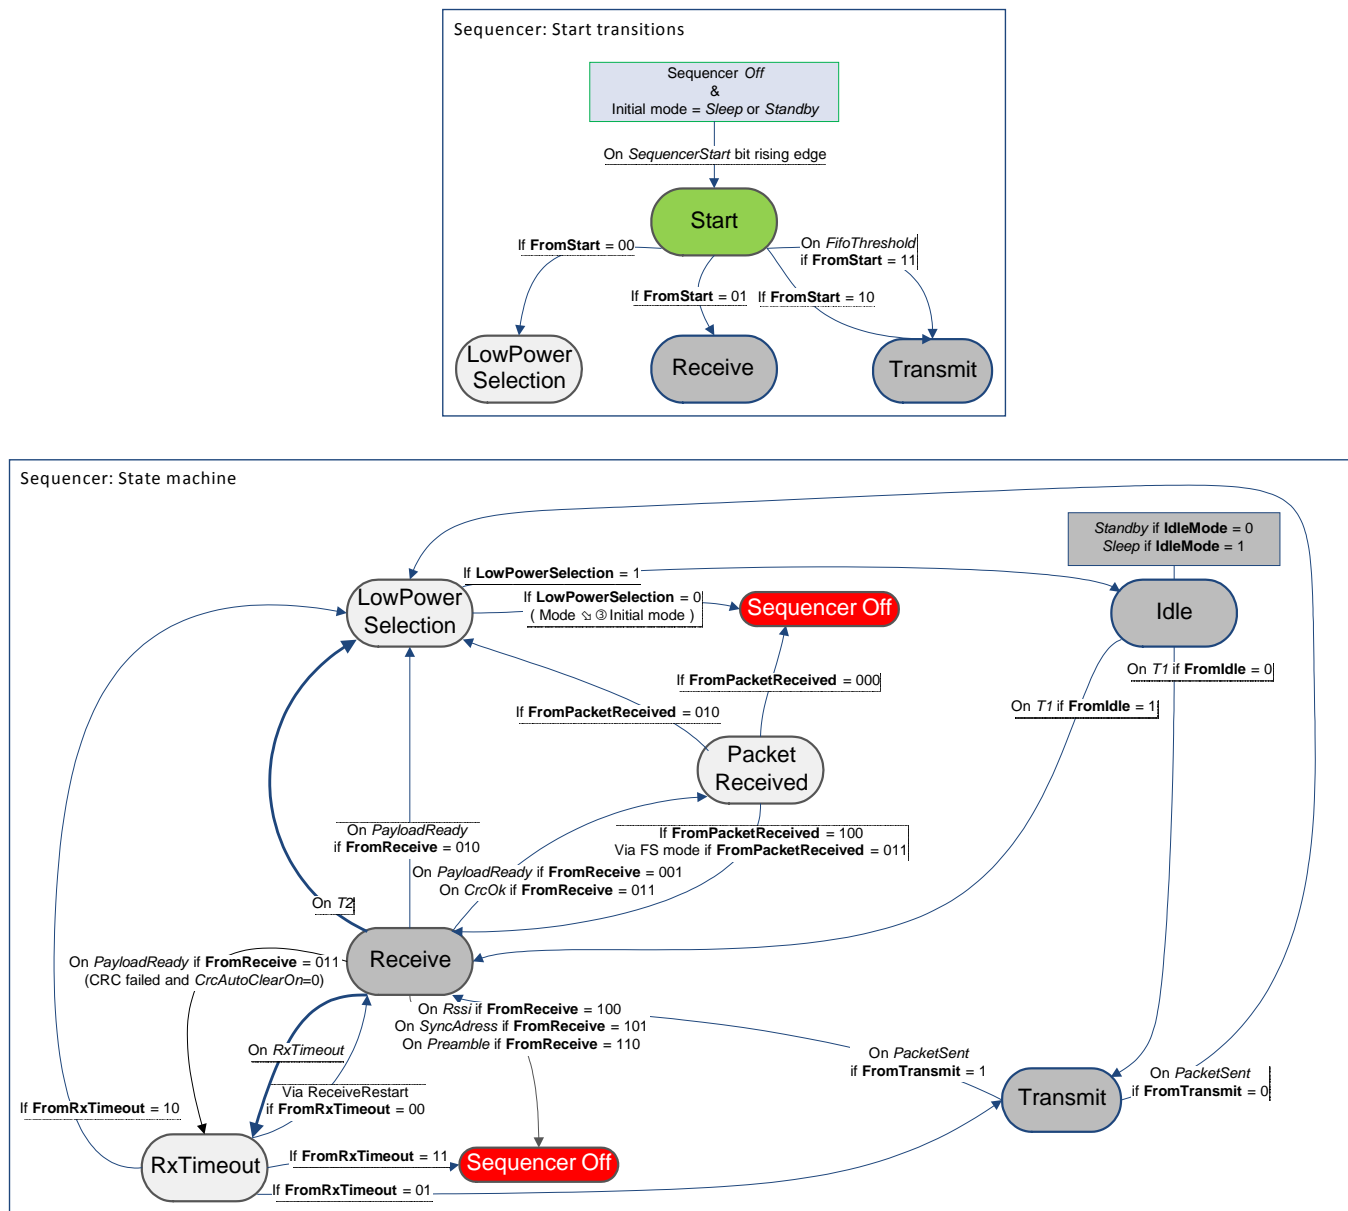 Sequencer: Start transitions
Sequencer Off
&
Initial mode = Sleep or Standby
On SequencerStart bit rising edge
Start
If FromStart = 00
On FifoThreshold
if FromStart = 11
If FromStart = 01
If FromStart = 10
LowPower
Selection
Receive
Transmit
Sequencer: State machine
Standby if IdleMode = 0
Sleep if IdleMode = 1
If LowPowerSelection = 1
LowPower
Selection
If LowPowerSelection = 0
( Mode ⇘ ③ Initial mode )
Sequencer Off
Idle
On T1 if FromIdle = 0
If FromPacketReceived = 000
On T1 if FromIdle = 1
If FromPacketReceived = 010
Packet
Received
On PayloadReady
if FromReceive = 010
If FromPacketReceived = 100
Via FS mode if FromPacketReceived = 011
On PayloadReady if FromReceive = 001
On CrcOk if FromReceive = 011
On T2
Receive
On PayloadReady if FromReceive = 011
(CRC failed and CrcAutoClearOn=0)
On Rssi if FromReceive = 100
On SyncAdress if FromReceive = 101
On Preamble if FromReceive = 110
On RxTimeout
On PacketSent
if FromTransmit = 1
On PacketSent
if FromTransmit = 0
Via ReceiveRestart
if FromRxTimeout = 00
Transmit
If FromRxTimeout = 10
RxTimeout
If FromRxTimeout = 11
Sequencer Off
If FromRxTimeout = 01